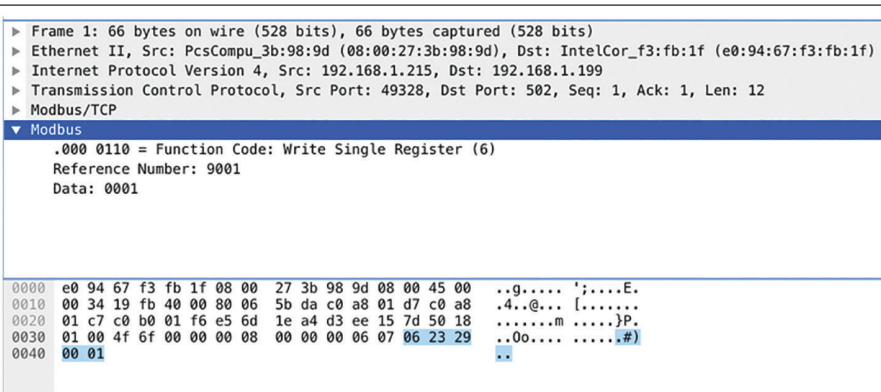 Frame 1: 66 bytes on wire (528 bits), 66 bytes captured (528 bits)
Ethernet II, Src: PcsCompu_3b:98:9d (08:00:27:3b:98:9d), Dst: IntelCor_f3:fb:1f (e0:94:67:f3:fb:1f)
Internet Protocol Version 4, Src: 192.168.1.215, Dst: 192.168.1.199
Transmission Control Protocol, Src Port: 49328, Dst Port: 502, Seq: 1, Ack: 1, Len: 12
Modbus/TCP
Modbus
.000 0110 = Function Code: Write Single Register (6)
Reference Number: 9001
Data: 0001
0000 e0 94 67 f3 fb 1f 08 00 27 3b 98 9d 08 00 45 00 ..g..... ';....E.
0010 00 34 19 fb 40 00 80 06 5b da c0 a8 01 d7 c0 a8 .4..@... [.......
0020 01 c7 c0 b0 01 f6 e5 6d 1e a4 d3 ee 15 7d 50 18 .......m .....}P.
0030 01 00 4f 6f 00 00 00 08 00 00 00 06 07 06 23 29 ..Oo.... ......#)
0040 00 01 ..